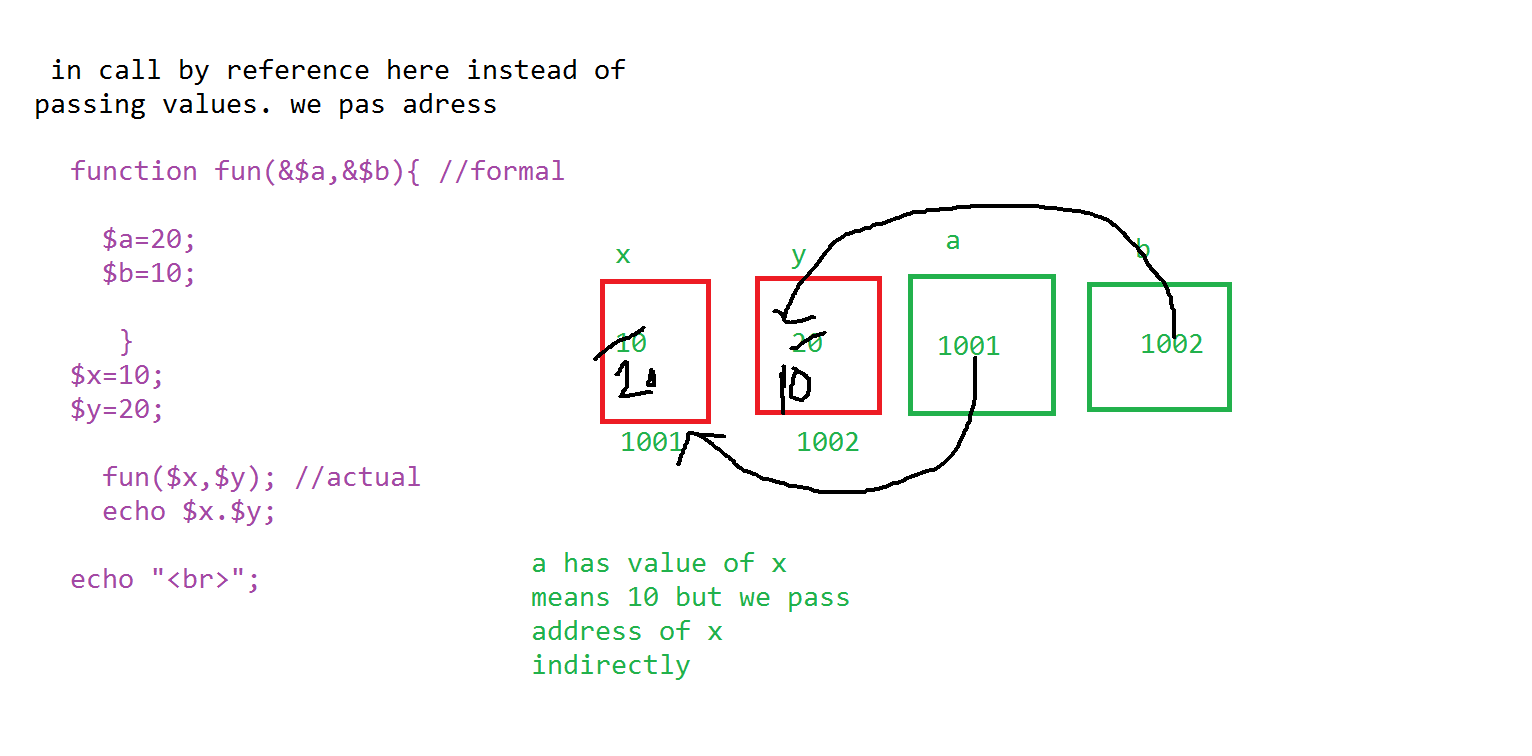 in call by reference here instead of
passing values. we pas adress
function fun(&$a,&$b){ //formal
$a=20;
$b=10;
}
$x=10;
$y=20;
fun($x,$y); //actual
echo $x.$y;
echo "<br>";
x
y
a
b
10
20
1001
1002
20
10
1001
1002
a has value of x
means 10 but we pass
address of x
indirectly